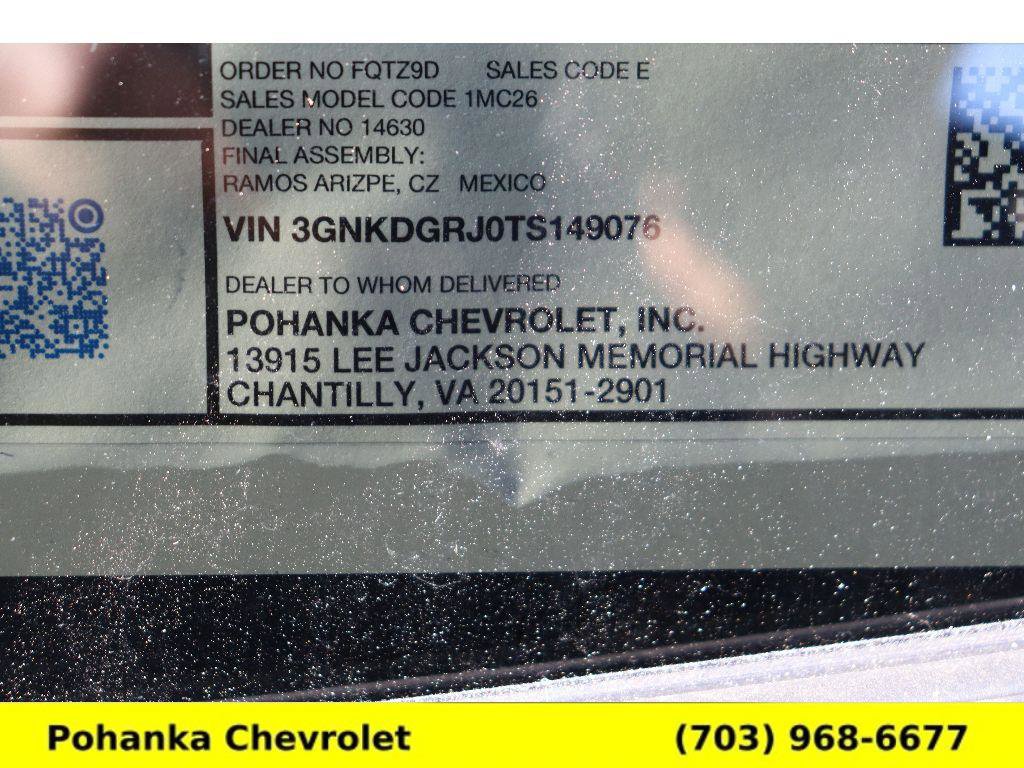 ORDER NO FQTZ9D SALES CODE E
SALES MODEL CODE 1MC26
DEALER NO 14630
FINAL ASSEMBLY:
RAMOS ARIZPE, CZ MEXICO
VIN 3GNKDGRJ0TS149076
DEALER TO WHOM DELIVERED
POHANKA CHEVROLET, INC.
13915 LEE JACKSON MEMORIAL HIGHWAY
CHANTILLY, VA 20151-2901
Pohanka Chevrolet (703) 968-6677